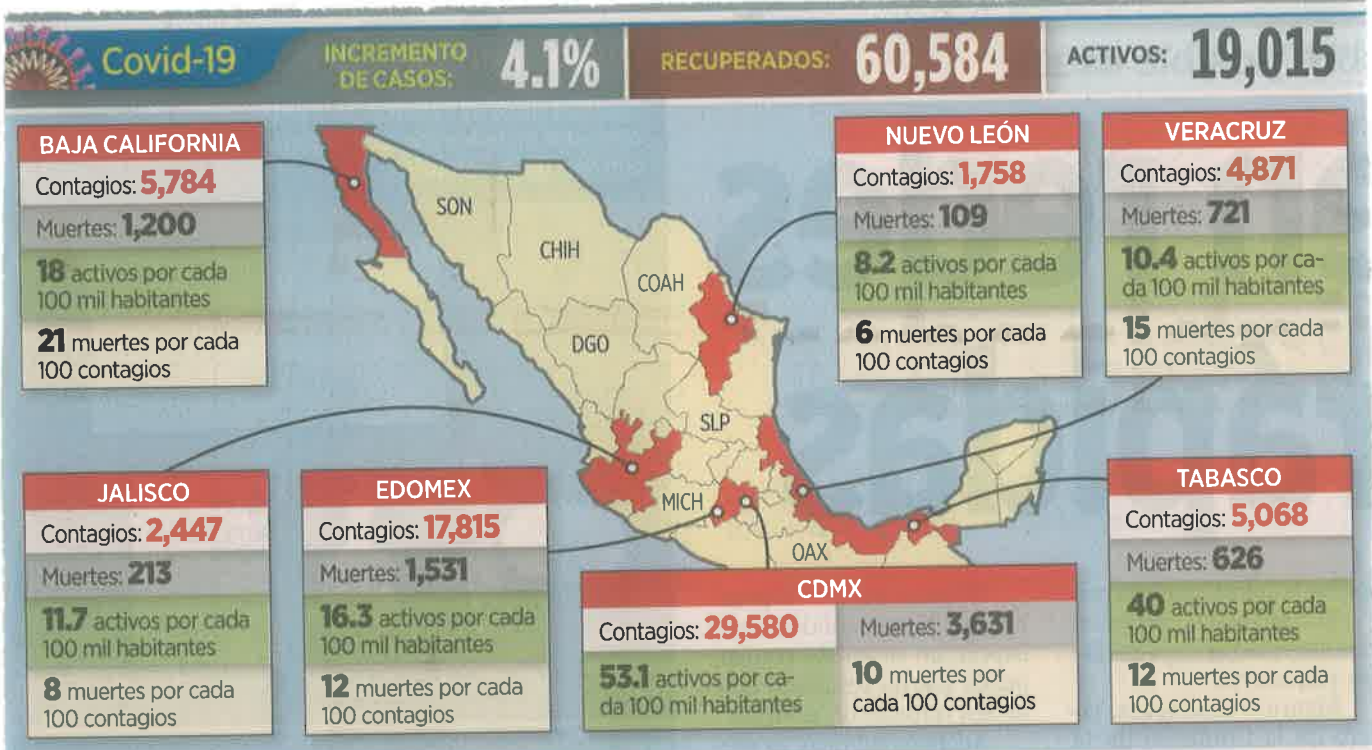 Covid-19
INCREMENTO
DE CASOS:
4.1%
RECUPERADOS:
60,584
ACTIVOS:
19,015
BAJA CALIFORNIA
Contagios: 5,784
Muertes: 1,200
18 activos por cada
100 mil habitantes
21 muertes por cada
100 contagios
NUEVO LEÓN
Contagios: 1,758
Muertes: 109
8.2 activos por cada
100 mil habitantes
6 muertes por cada
100 contagios
VERACRUZ
Contagios: 4,871
Muertes: 721
10.4 activos por ca-
da 100 mil habitantes
15 muertes por cada
100 contagios
SON
CHIH
COAH
DGO
SLP
MICH
OAX
JALISCO
Contagios: 2,447
Muertes: 213
11.7 activos por cada
100 mil habitantes
8 muertes por cada
100 contagios
EDOMEX
Contagios: 17,815
Muertes: 1,531
16.3 activos por cada
100 mil habitantes
12 muertes por cada
100 contagios
CDMX
Contagios: 29,580
Muertes: 3,631
53.1 activos por ca-
da 100 mil habitantes
10 muertes por
cada 100 contagios
TABASCO
Contagios: 5,068
Muertes: 626
40 activos por cada
100 mil habitantes
12 muertes por cada
100 contagios